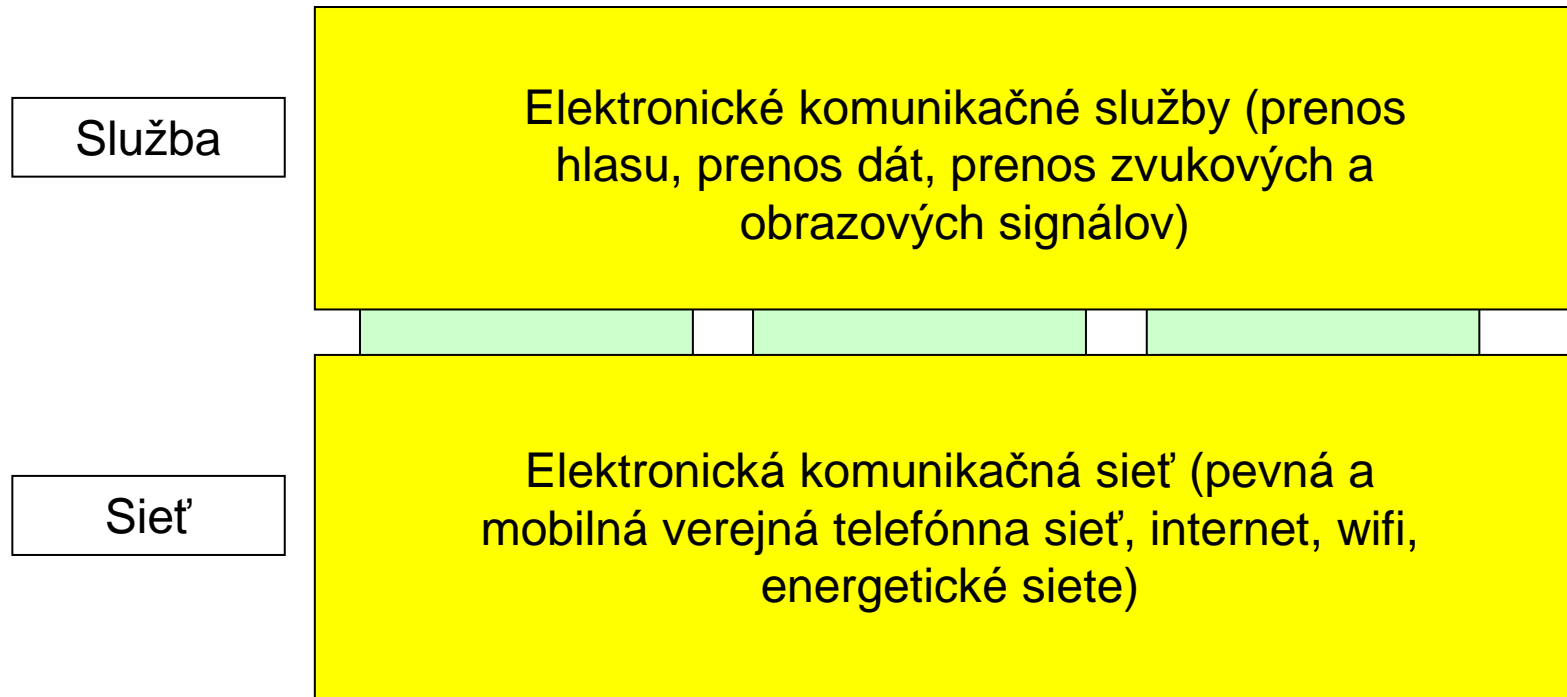 Služba
Elektronické komunikačné služby (prenos
hlasu, prenos dát, prenos zvukových a
obrazových signálov)
Sieť
Elektronická komunikačná sieť (pevná a
mobilná verejná telefónna sieť, internet, wifi,
energetické siete)